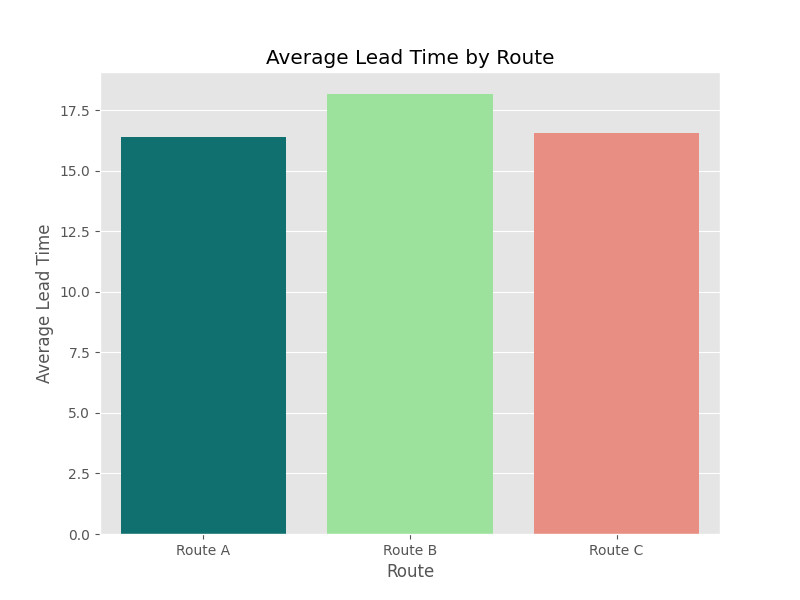 Average Lead Time by Route
Average Lead Time
17.5
15.0
12.5
10.0
7.5
5.0
2.5
0.0
Route A
Route B
Route C
Route